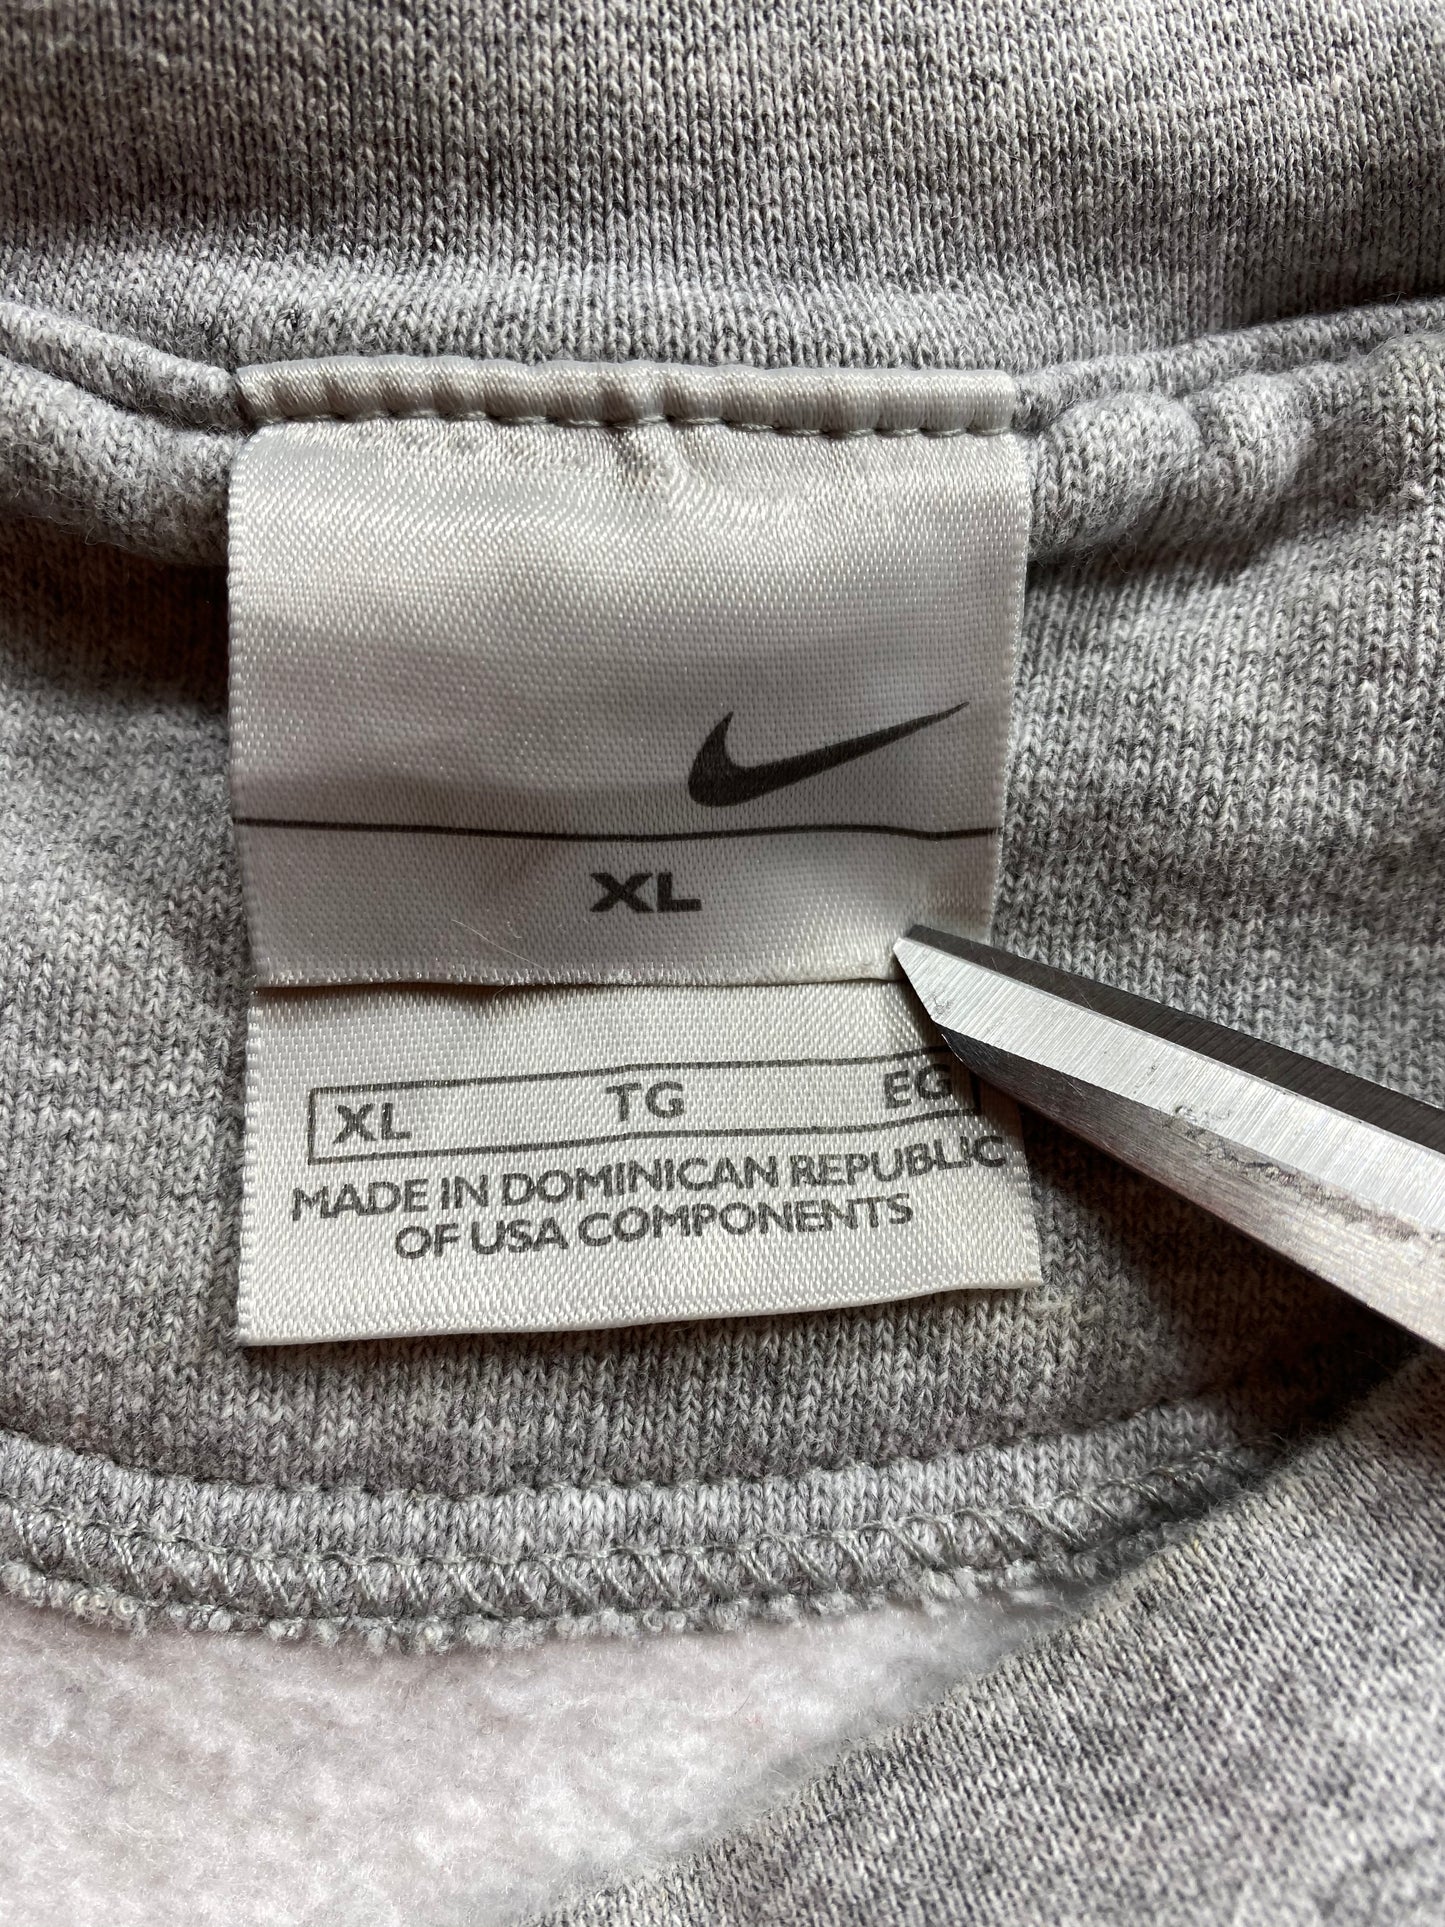 XL
XL TG EG
MADE IN DOMINICAN REPUBLIC
OF USA COMPONENTS